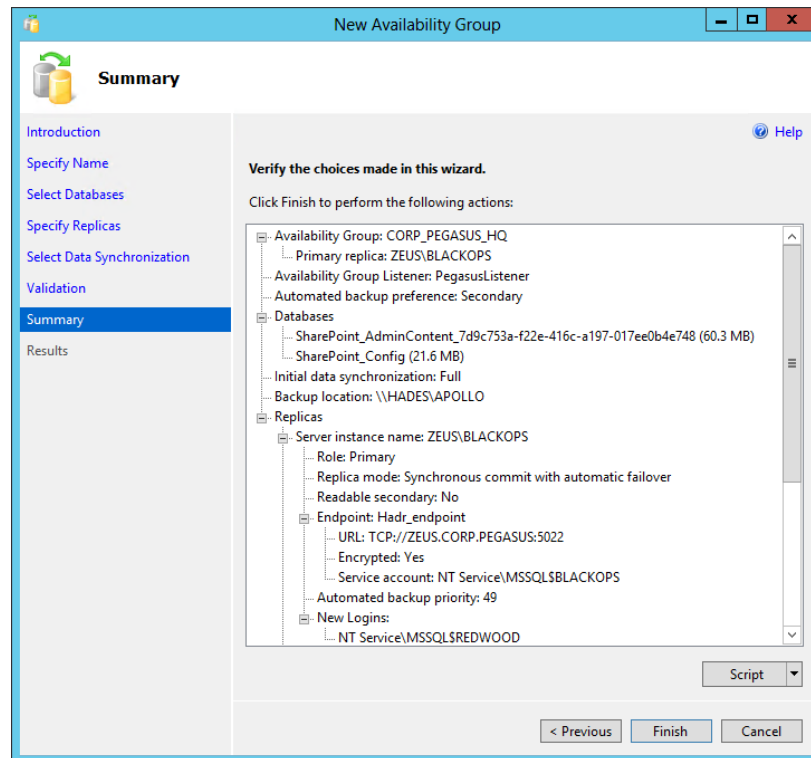 New Availability Group
Summary
Introduction
Specify Name
Select Databases
Specify Replicas
Select Data Synchronization
Validation
Summary
Results
Help
Verify the choices made in this wizard.
Click Finish to perform the following actions:
Availability Group: CORP_PEGASUS_HQ
Primary replica: ZEUS\BLACKOPS
Availability Group Listener: PegasusListener
Automated backup preference: Secondary
Databases
SharePoint_AdminContent_7d9c753a-f22e-416c-a197-017ee0b4e748 (60.3 MB)
SharePoint_Config (21.6 MB)
Initial data synchronization: Full
Backup location: \\HADES\APOLLO
Replicas
Server instance name: ZEUS\BLACKOPS
Role: Primary
Replica mode: Synchronous commit with automatic failover
Readable secondary: No
Endpoint: Hadr_endpoint
URL: TCP://ZEUS.CORP.PEGASUS:5022
Encrypted: Yes
Service account: NT Service\MSSQL$BLACKOPS
Automated backup priority: 49
New Logins:
NT Service\MSSQL$REDWOOD
Script
< Previous
Finish
Cancel